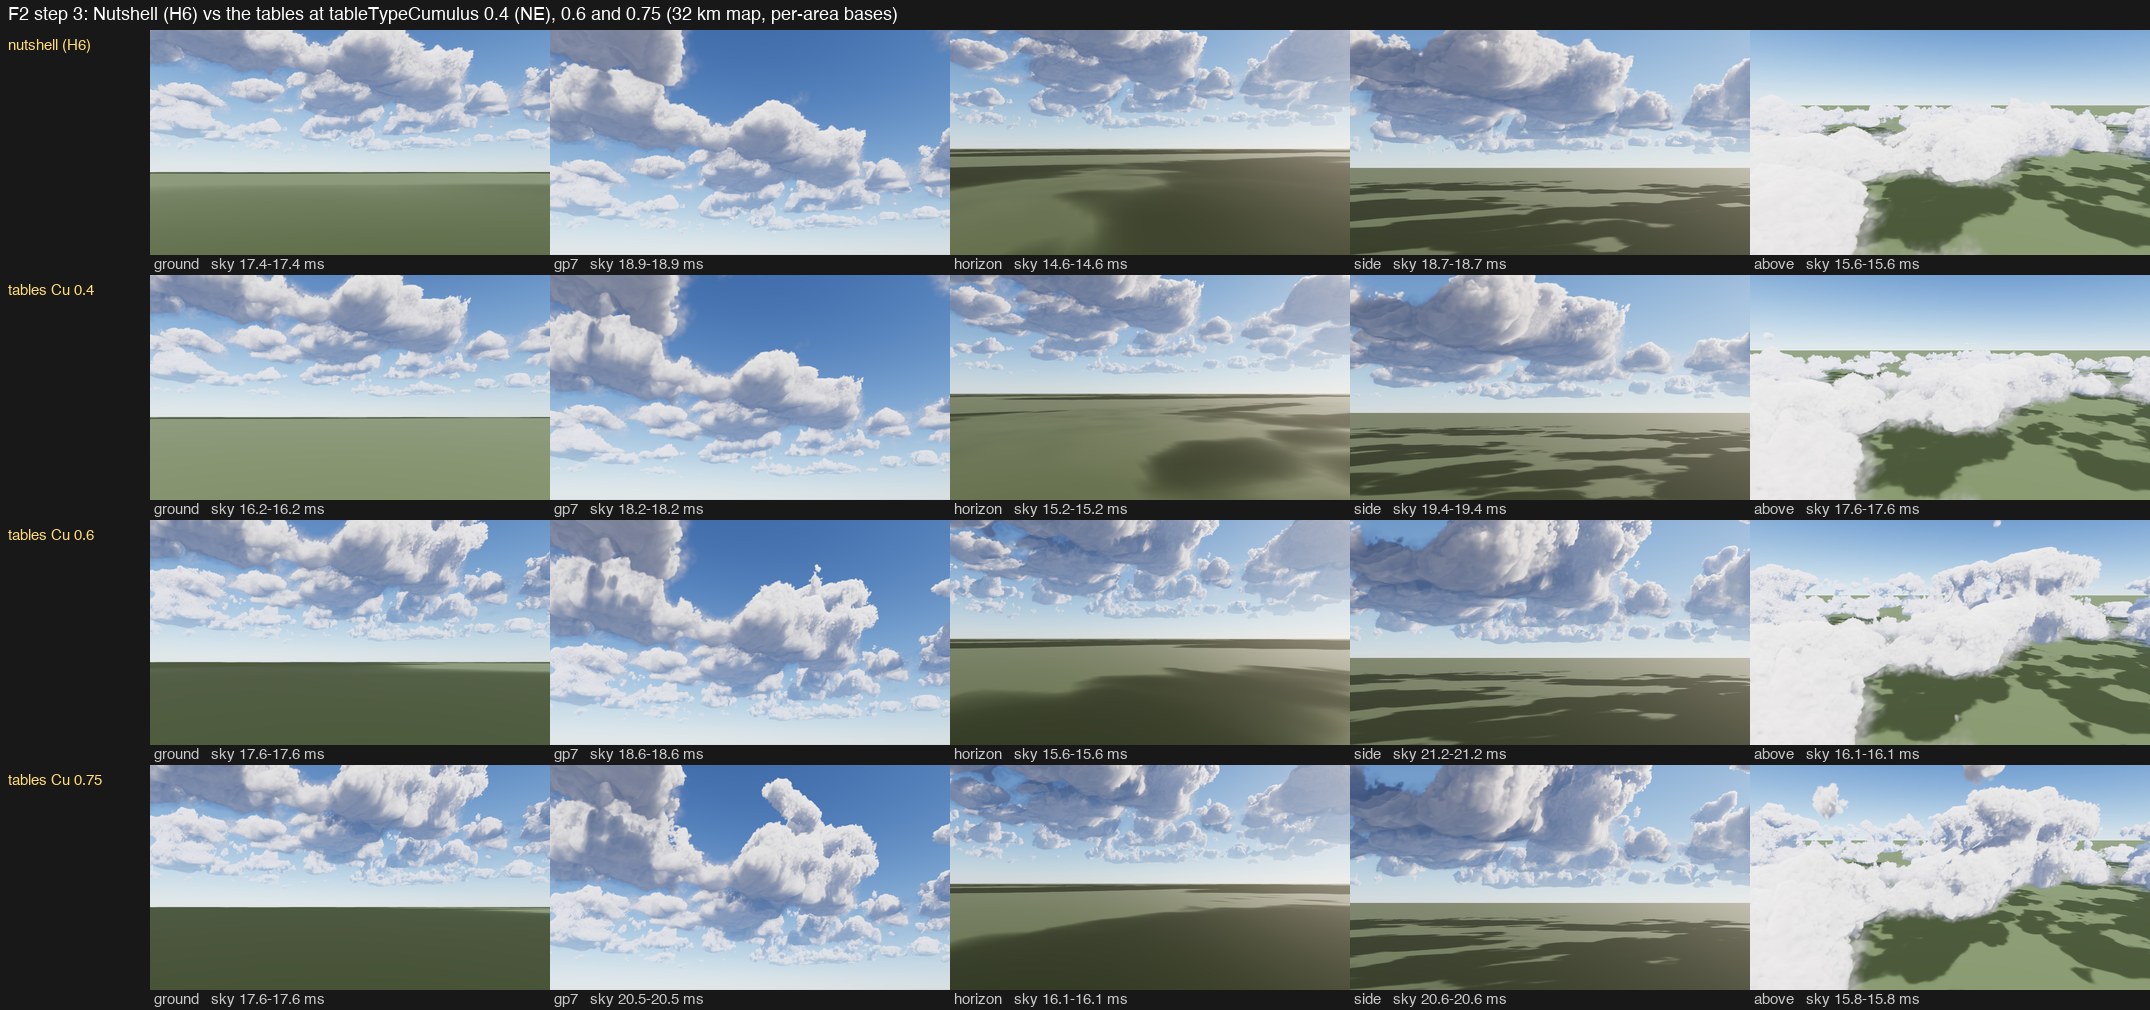 F2 step 3: Nutshell (H6) vs the tables at tableTypeCumulus 0.4 (NE), 0.6 and 0.75 (32 km map, per-area bases)
nutshell (H6)
ground sky 17.4-17.4 ms
gp7 sky 18.9-18.9 ms
horizon sky 14.6-14.6 ms
side sky 18.7-18.7 ms
above sky 15.6-15.6 ms
tables Cu 0.4
ground sky 16.2-16.2 ms
gp7 sky 18.2-18.2 ms
horizon sky 15.2-15.2 ms
side sky 19.4-19.4 ms
above sky 17.6-17.6 ms
tables Cu 0.6
ground sky 17.6-17.6 ms
gp7 sky 18.6-18.6 ms
horizon sky 15.6-15.6 ms
side sky 21.2-21.2 ms
above sky 16.1-16.1 ms
tables Cu 0.75
ground sky 17.6-17.6 ms
gp7 sky 20.5-20.5 ms
horizon sky 16.1-16.1 ms
side sky 20.6-20.6 ms
above sky 15.8-15.8 ms